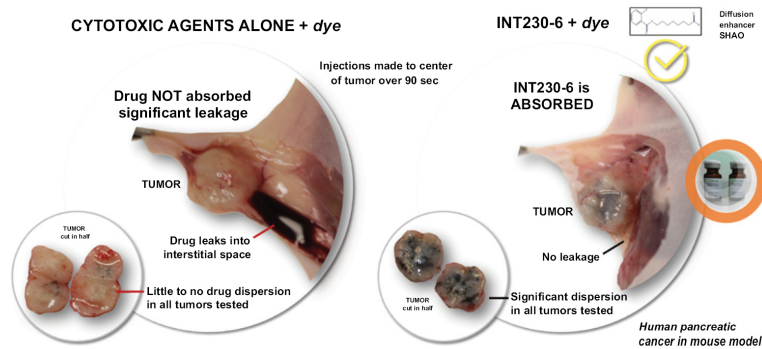 CYTOTOXIC AGENTS ALONE + dye
Injections made to center
of tumor over 90 sec
Drug NOT absorbed
significant leakage
TUMOR
Drug leaks into
interstitial space
TUMOR
cut in half
Little to no drug dispersion
in all tumors tested
INT230-6 + dye
Diffusion
enhancer
SHAO
INT230-6 is
ABSORBED
TUMOR
No leakage
TUMOR
cut in half
Significant dispersion
in all tumors tested
Human pancreatic
cancer in mouse model